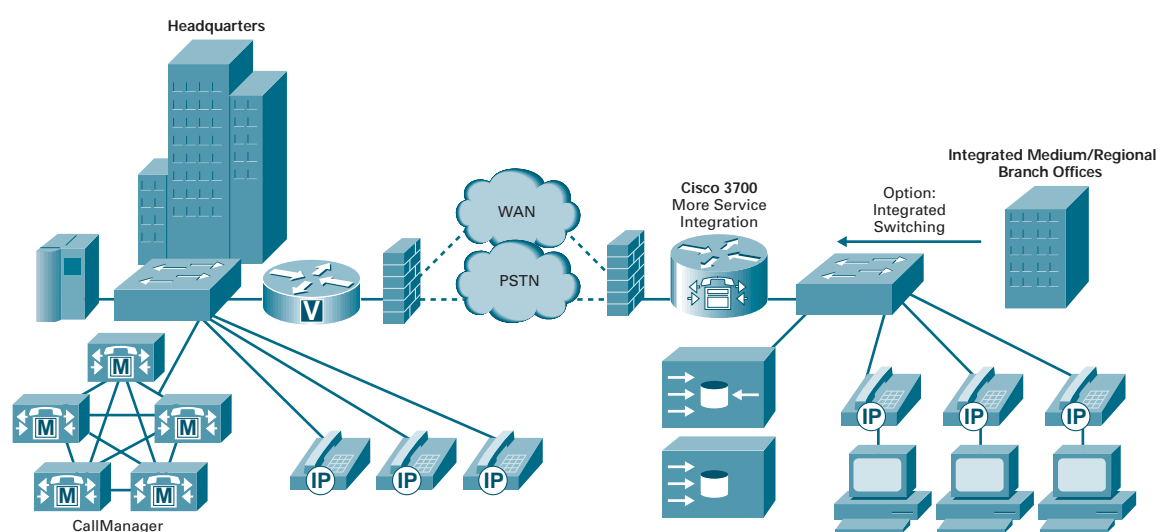 Headquarters
Integrated Medium/Regional
Branch Offices
Cisco 3700
More Service
Integration
Option:
Integrated
Switching
WAN
PSTN
V
M
M
M
M
M
CallManager
IP
IP
IP
IP
IP
IP